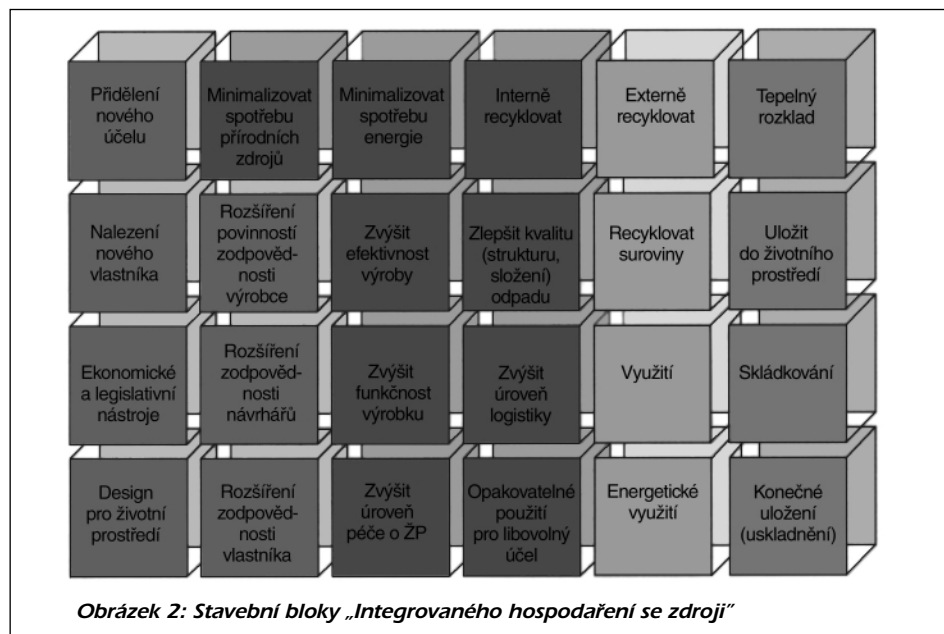 Přidělení
nového
účelu
Minimalizovat
spotřebu
přírodních
zdrojů
Minimalizovat
spotřebu
energie
Interně
recyklovat
Externě
recyklovat
Tepelný
rozklad
Nalezení
nového
vlastníka
Rozšíření
povinností
zodpověd-
nosti
výrobce
Zvýšit
efektivnost
výroby
Zlepšit kvalitu
(strukturu,
složení)
odpadu
Recyklovat
suroviny
Uložit
do životního
prostředí
Ekonomické
a legislativní
nástroje
Rozšíření
zodpověd-
nosti
návrhářů
Zvýšit
funkčnost
výrobku
Zvýšit
úroveň
logistiky
Využití
Skládkování
Design
pro životní
prostředí
Rozšíření
zodpověd-
nosti
vlastníka
Zvýšit
úroveň
péče o ŽP
Opakovatelné
použití
pro libovolný
účel
Energetické
využití
Konečné
uložení
(uskladnění)
Obrázek 2: Stavební bloky „Integrovaného hospodaření se zdroji”